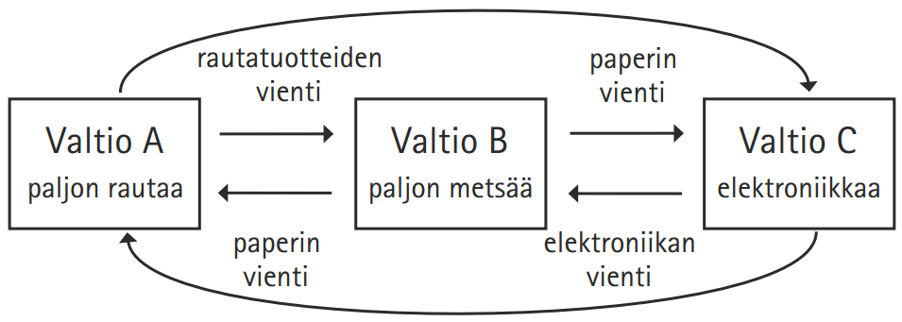 rautatuotteiden
vienti
paperin
vienti
Valtio A
paljon rautaa
Valtio B
paljon metsää
Valtio C
elektroniikkaa
paperin
vienti
elektroniikan
vienti